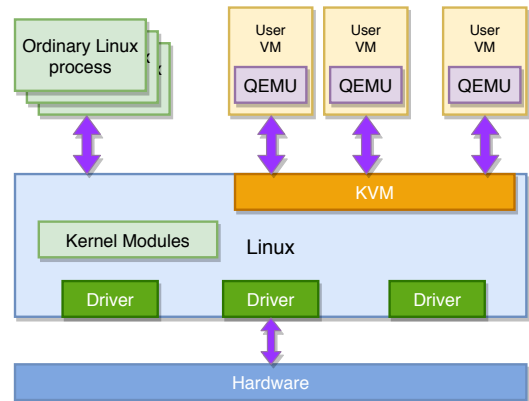 Ordinary Linux
process
x
x
User
VM
QEMU
User
VM
QEMU
User
VM
QEMU
KVM
Kernel Modules
Linux
Driver
Driver
Driver
Hardware